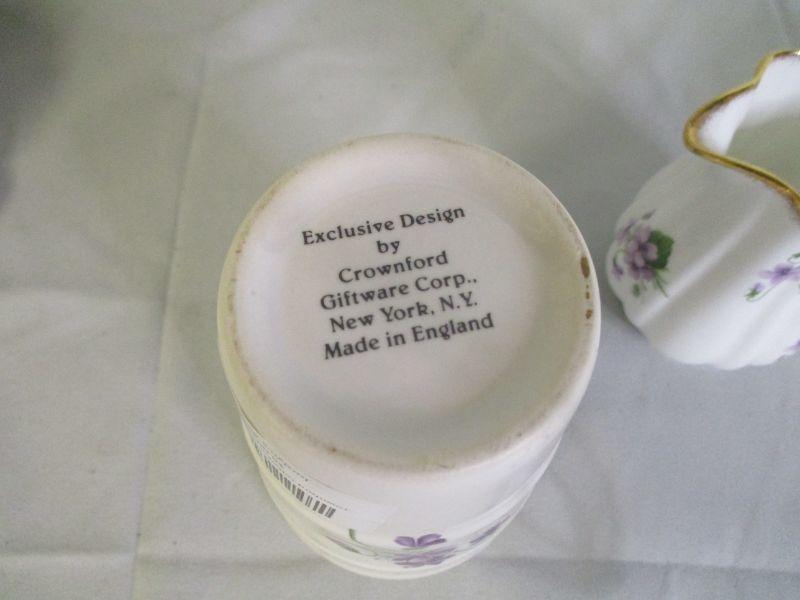 Exclusive Design
by
Crownford
Giftware Corp.,
New York, N.Y.
Made in England